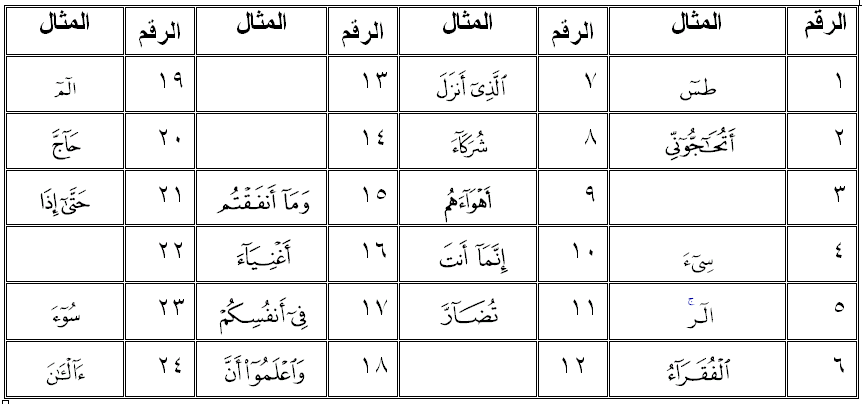 الرقم المثال الرقم المثال الرقم المثال الرقم المثال
١ طسٓ ٧ ٱلَّذِىٓ أَنزَلَ ١٣ ١٩ الٓمٓ
٢ أَتُحَٰٓجُّوٓنِّى ٨ شُرَكَآءَ ١٤ ٢٠ حَآجَّ
٣ ٩ أَهْوَآءَهُم ١٥ وَمَآ أَنفَقْتُم ٢١ حَتَّىٰٓ إِذَا
٤ سِىٓءَ ١٠ إِنَّمَآ أَنتَ ١٦ أَغْنِيَآءَ ٢٢
٥ الٓر ۚ ١١ تُضَآرَّ ١٧ فِىٓ أَنفُسِكُمْ ٢٣ سُوٓءَ
٦ ٱلْفُقَرَآءُ ١٢ ١٨ وَٱعْلَمُوٓا۟ أَنَّ ٢٤ ءَآلْـَٰٔنَ